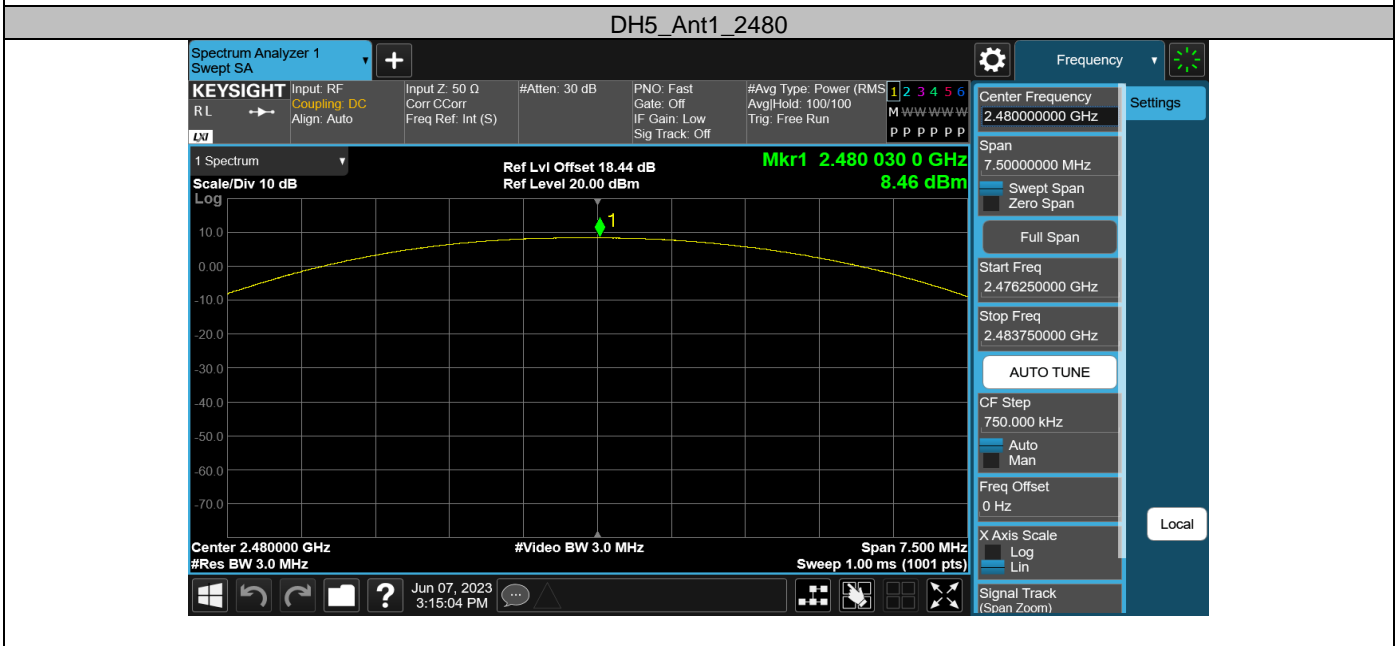 DH5_Ant1_2480
Spectrum Analyzer 1
Swept SA
Frequency
KEYSIGHT
RL
LXI
Input: RF
Coupling: DC
Align: Auto
Input Z: 50 Ω
Corr CCorr
Freq Ref: Int (S)
#Atten: 30 dB
PNO: Fast
Gate: Off
IF Gain: Low
Sig Track: Off
#Avg Type: Power (RMS
Avg|Hold: 100/100
Trig: Free Run
1 2 3 4 5 6
M W W W W W
P P P P P P
Center Frequency
2.480000000 GHz
Settings
1 Spectrum
Scale/Div 10 dB
Ref Lvl Offset 18.44 dB
Ref Level 20.00 dBm
Mkr1 2.480 030 0 GHz
8.46 dBm
Span
7.50000000 MHz
Swept Span
Zero Span
Full Span
Start Freq
2.476250000 GHz
Stop Freq
2.483750000 GHz
AUTO TUNE
CF Step
750.000 kHz
Auto
Man
Freq Offset
0 Hz
X Axis Scale
Log
Lin
Signal Track
(Span Zoom)
Local
Log
1
10.0
0.00
-10.0
-20.0
-30.0
-40.0
-50.0
-60.0
-70.0
Center 2.480000 GHz
#Res BW 3.0 MHz
#Video BW 3.0 MHz
Span 7.500 MHz
Sweep 1.00 ms (1001 pts)
?
Jun 07, 2023
3:15:04 PM